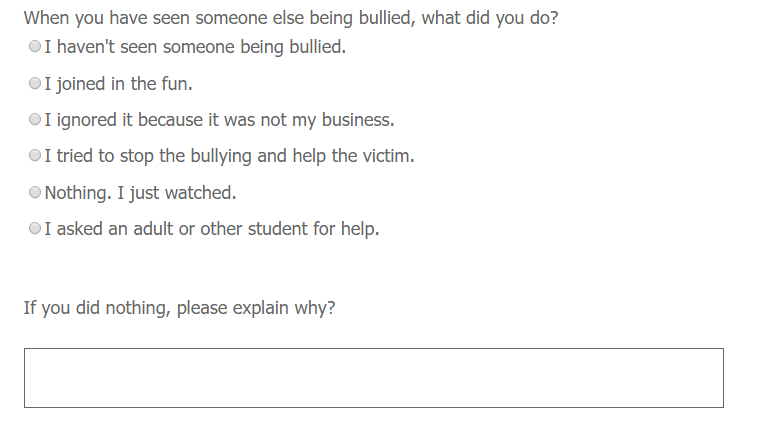 When you have seen someone else being bullied, what did you do?
I haven't seen someone being bullied.
I joined in the fun.
I ignored it because it was not my business.
I tried to stop the bullying and help the victim.
Nothing. I just watched.
I asked an adult or other student for help.
If you did nothing, please explain why?